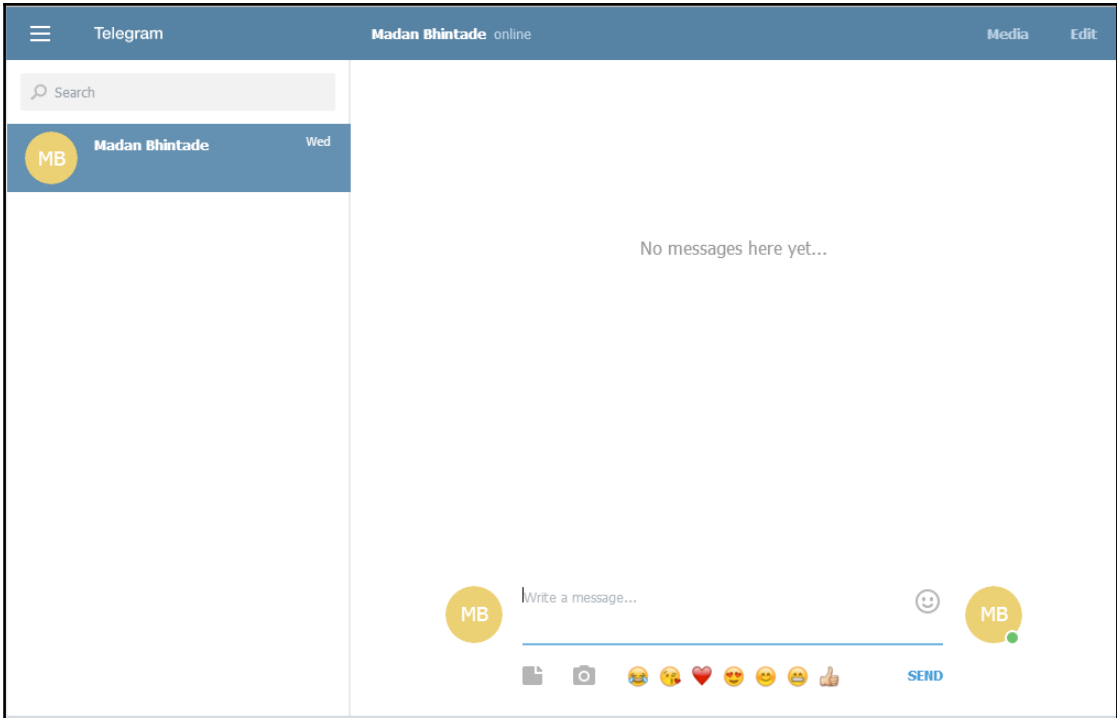 Telegram
Madan Bhintade online
Media Edit
Search
MB Madan Bhintade Wed
No messages here yet...
MB Write a message... MB
SEND